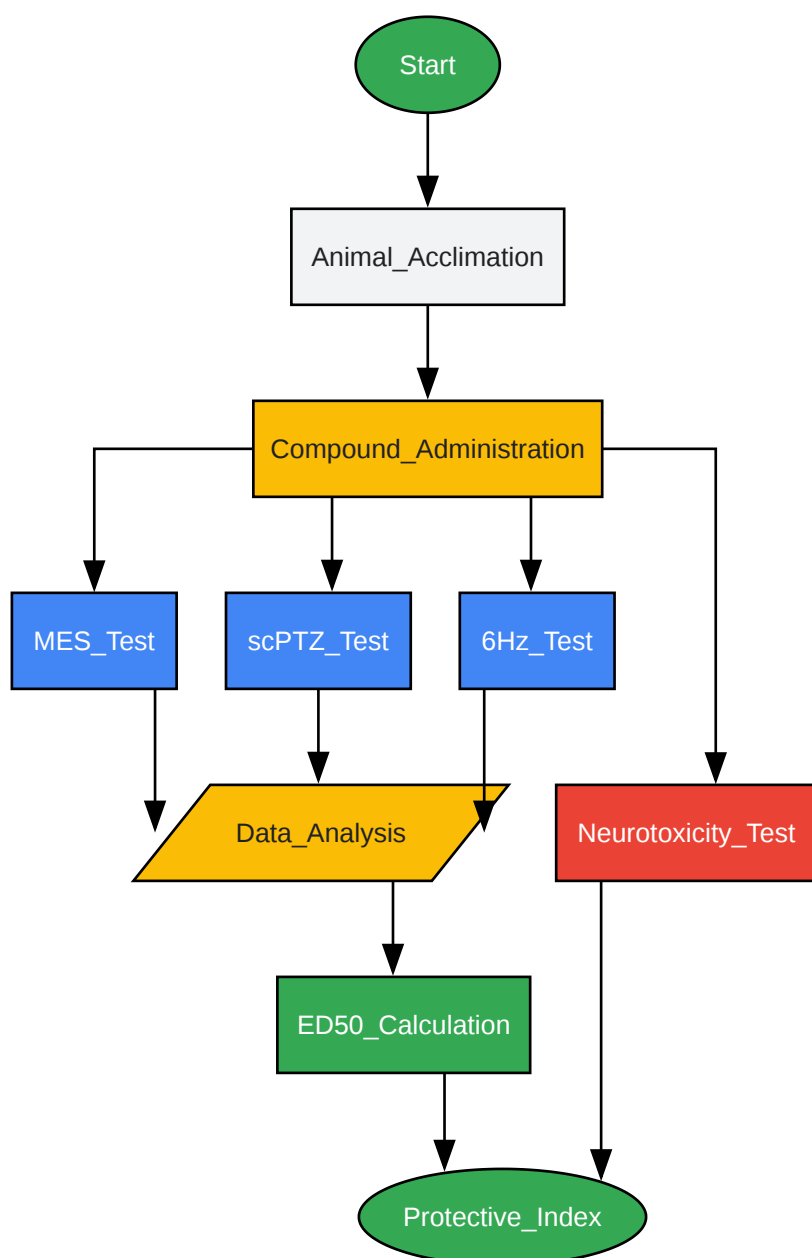 Start
Animal_Acclimation
Compound_Administration
MES_Test
scPTZ_Test
6Hz_Test
Data_Analysis
Neurotoxicity_Test
ED50_Calculation
Protective_Index